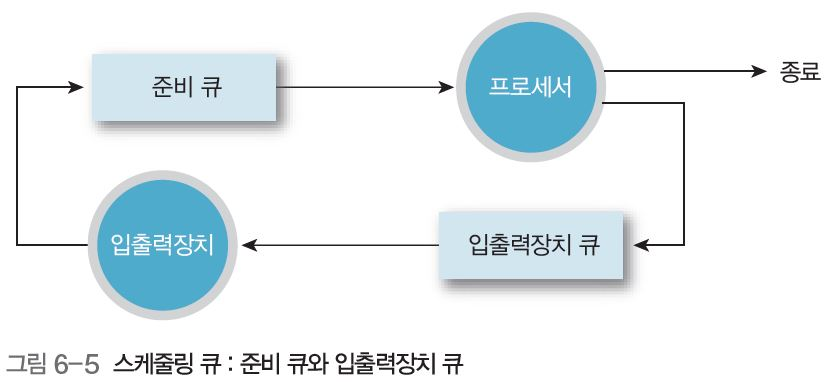 준비 큐
프로세서
종료
입출력장치
입출력장치 큐
그림 6-5 스케줄링 큐 : 준비 큐와 입출력장치 큐